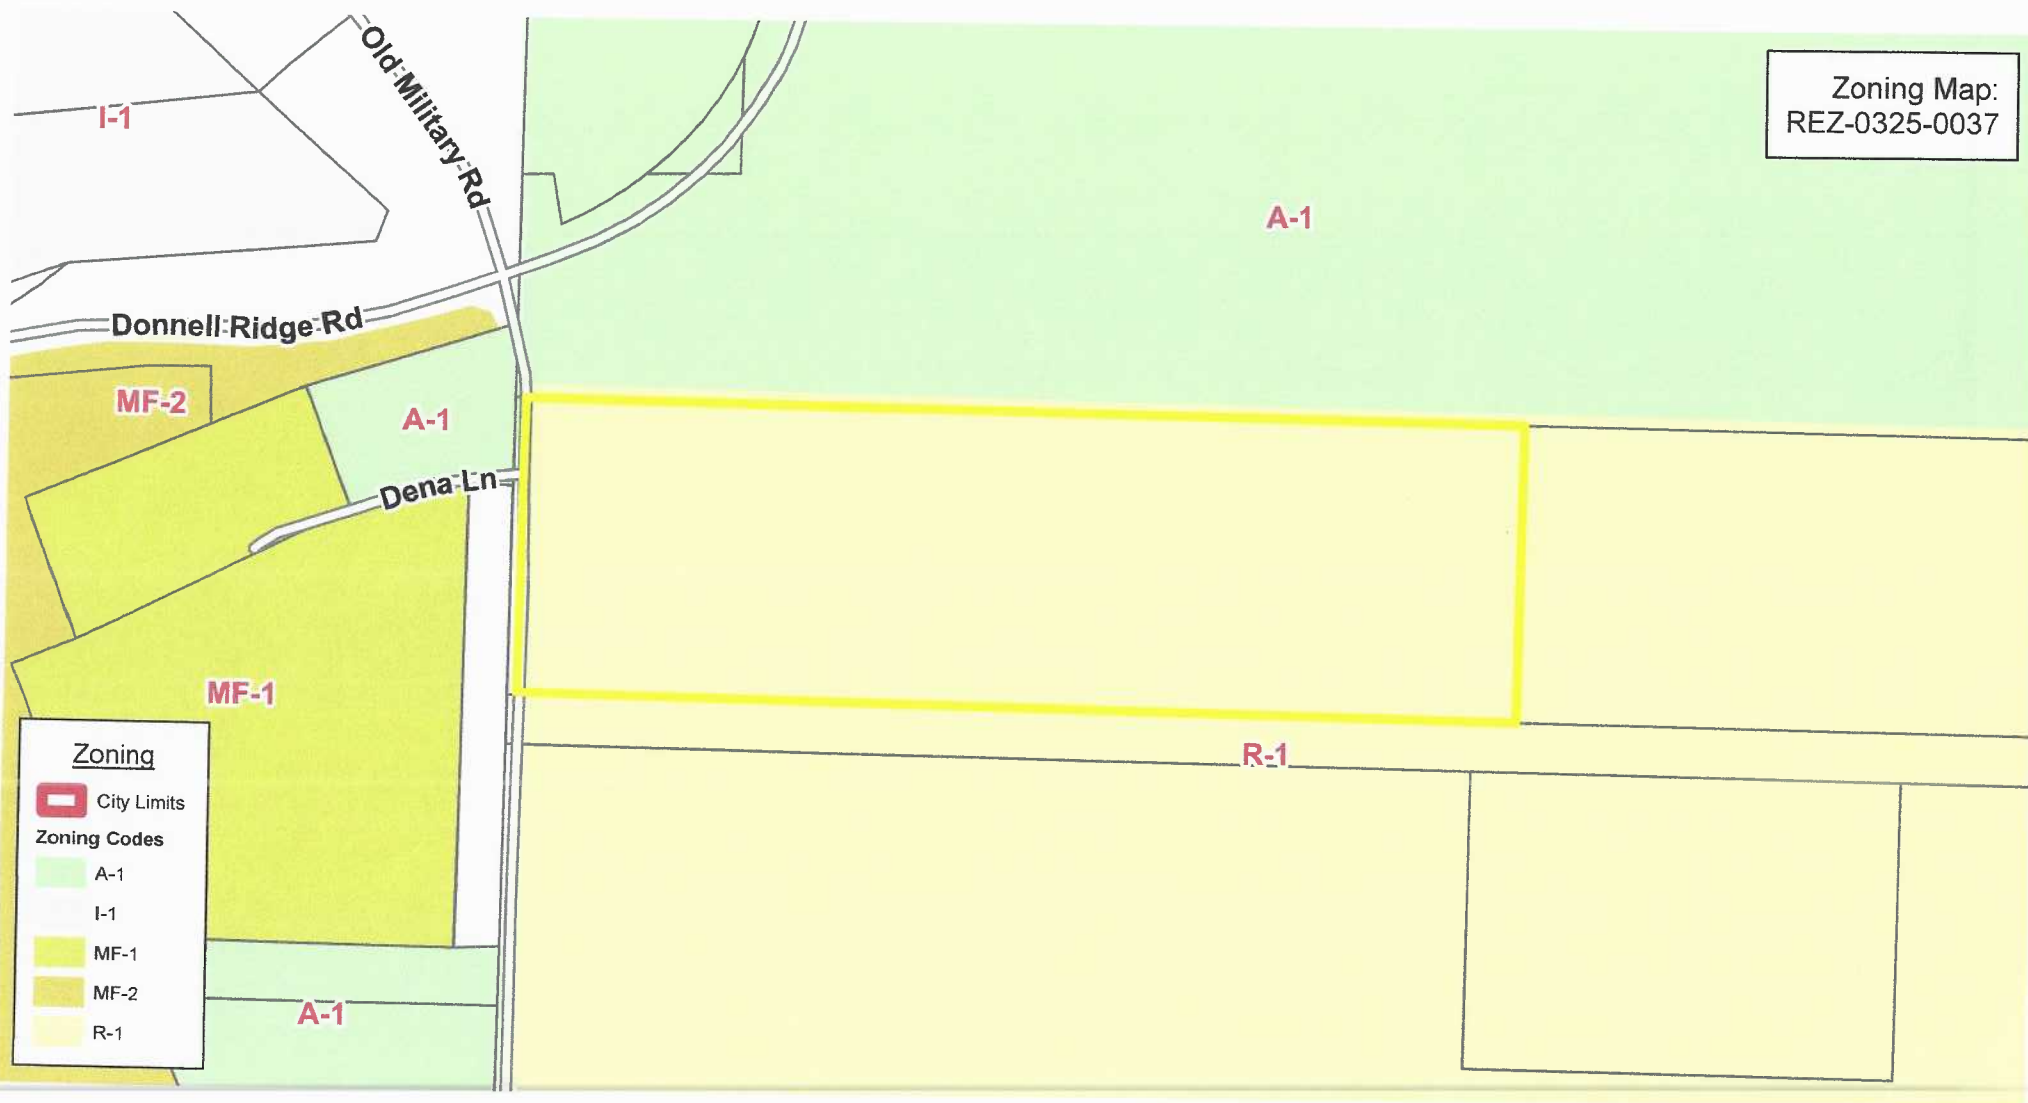 Zoning Map:
REZ-0325-0037
Old Military Rd
I-1
A-1
Donnell Ridge Rd
MF-2
A-1
Dena Ln
MF-1
R-1
A-1
Zoning
City Limits
Zoning Codes
A-1
I-1
MF-1
MF-2
R-1